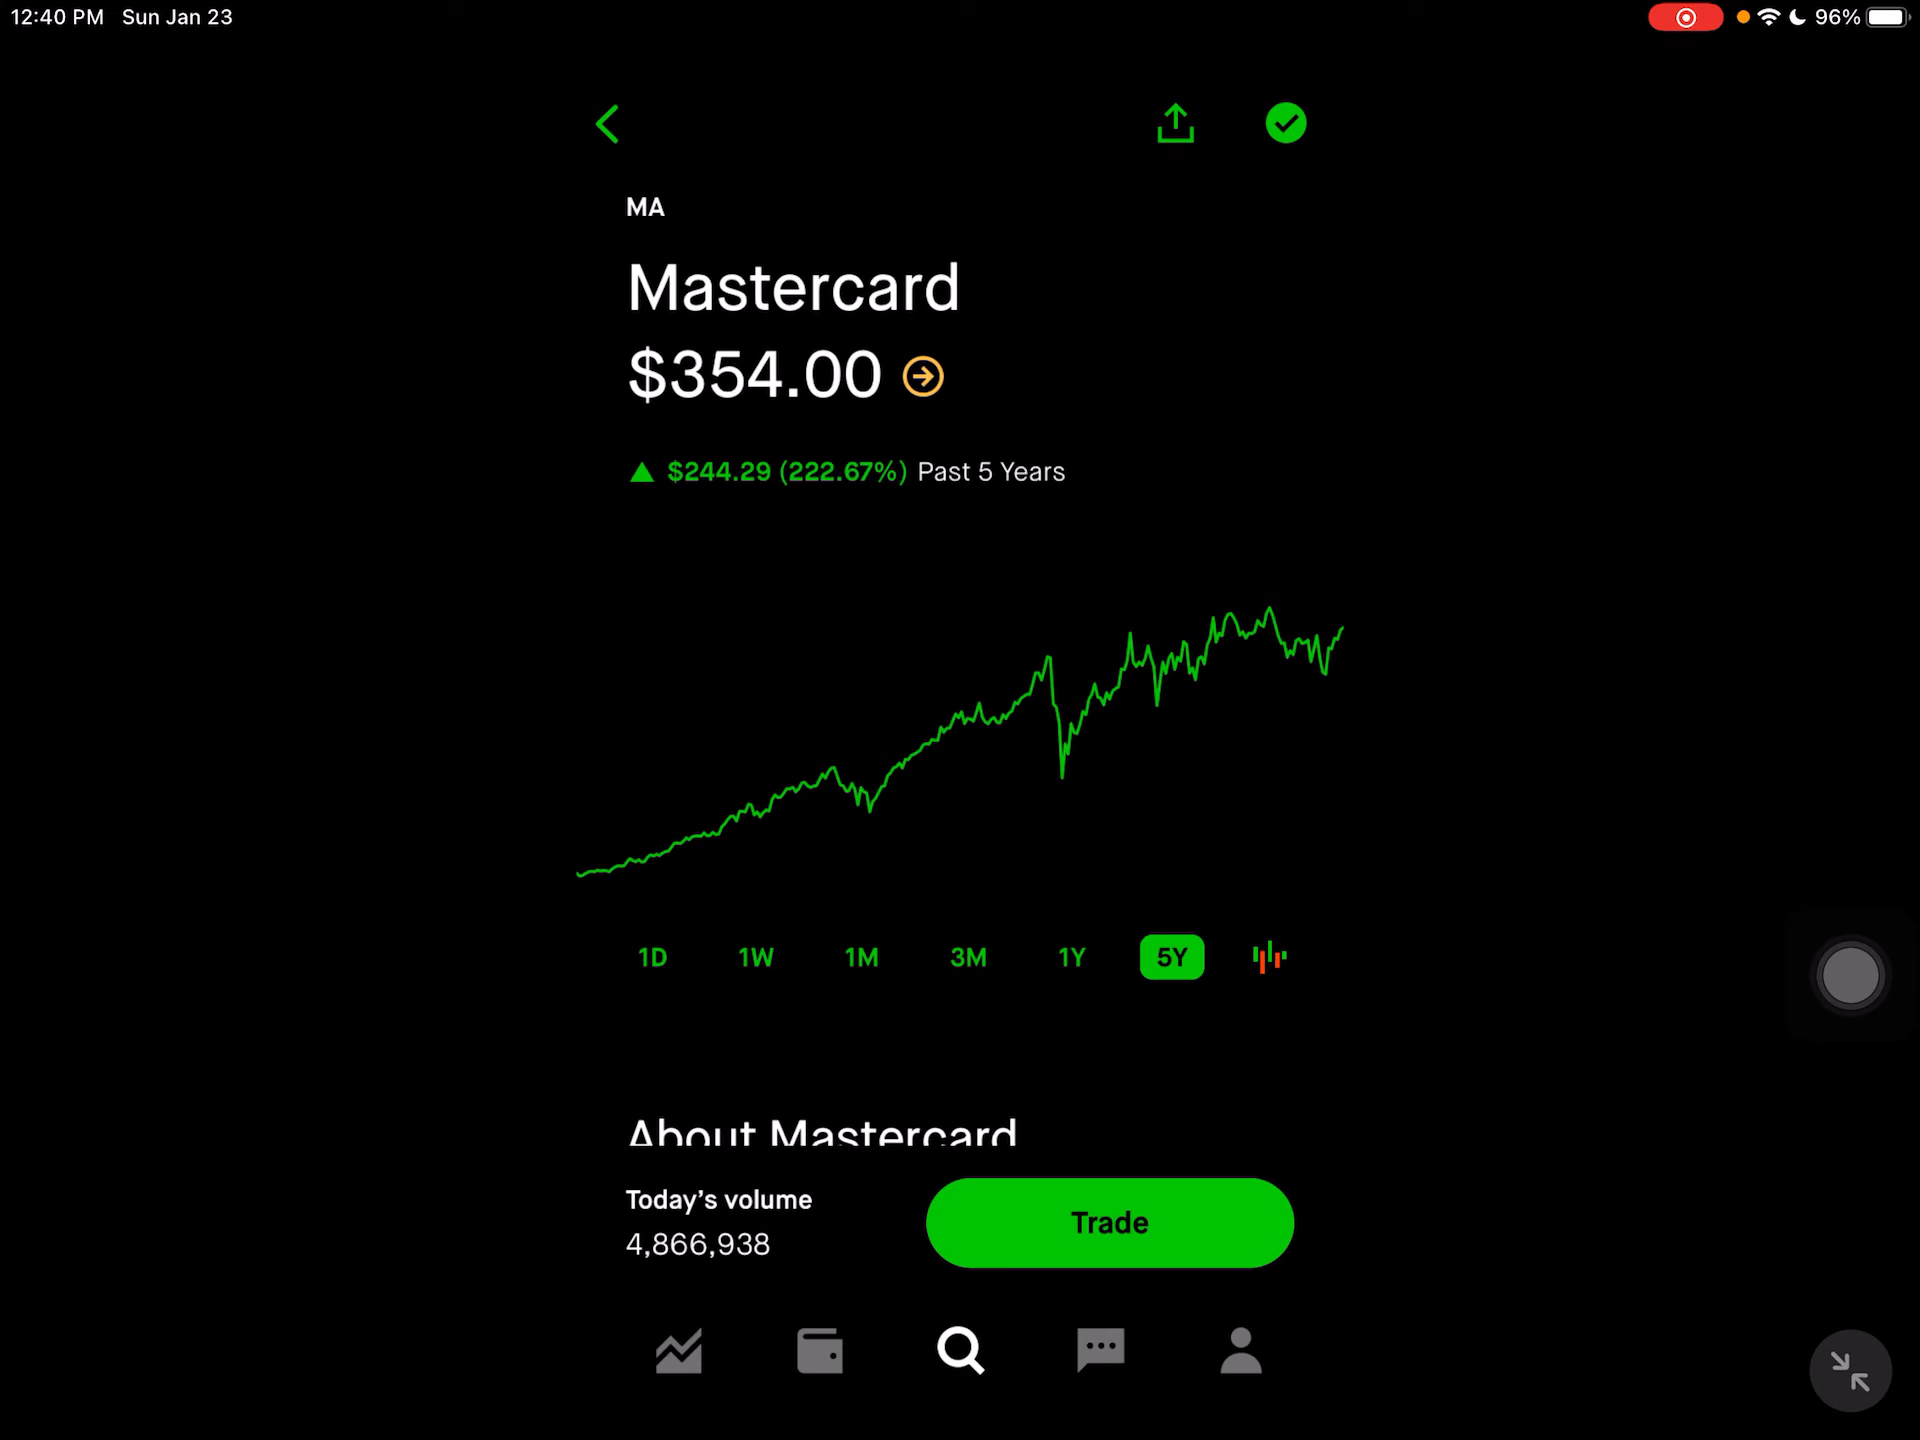 12:40 PM Sun Jan 23
96%
MA
Mastercard
$354.00
$244.29 (222.67%) Past 5 Years
1D 1W 1M 3M 1Y 5Y
About Mastercard
Today's volume
4,866,938
Trade